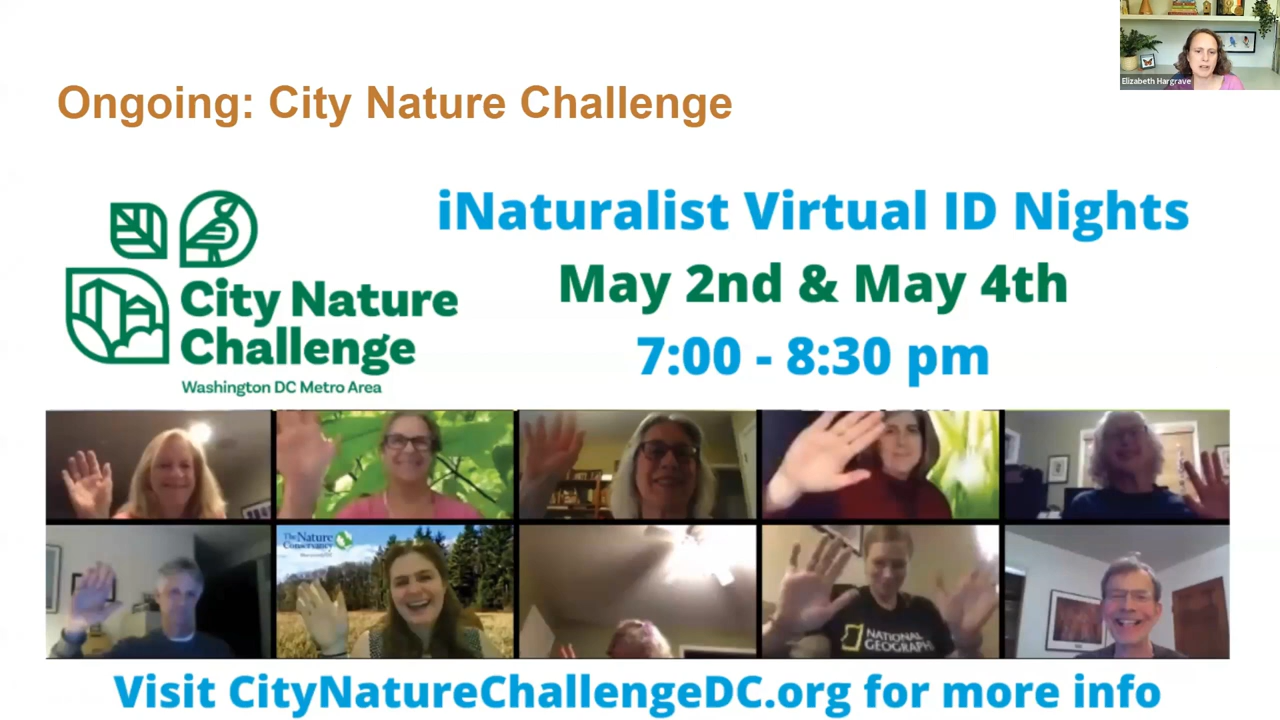 Elizabeth Hargrave
Ongoing: City Nature Challenge
City Nature
Challenge
Washington DC Metro Area
iNaturalist Virtual ID Nights
May 2nd & May 4th
7:00 - 8:30 pm
The Nature
Conservancy
NATIONAL
GEOGRAPH
Visit CityNatureChallengeDC.org for more info